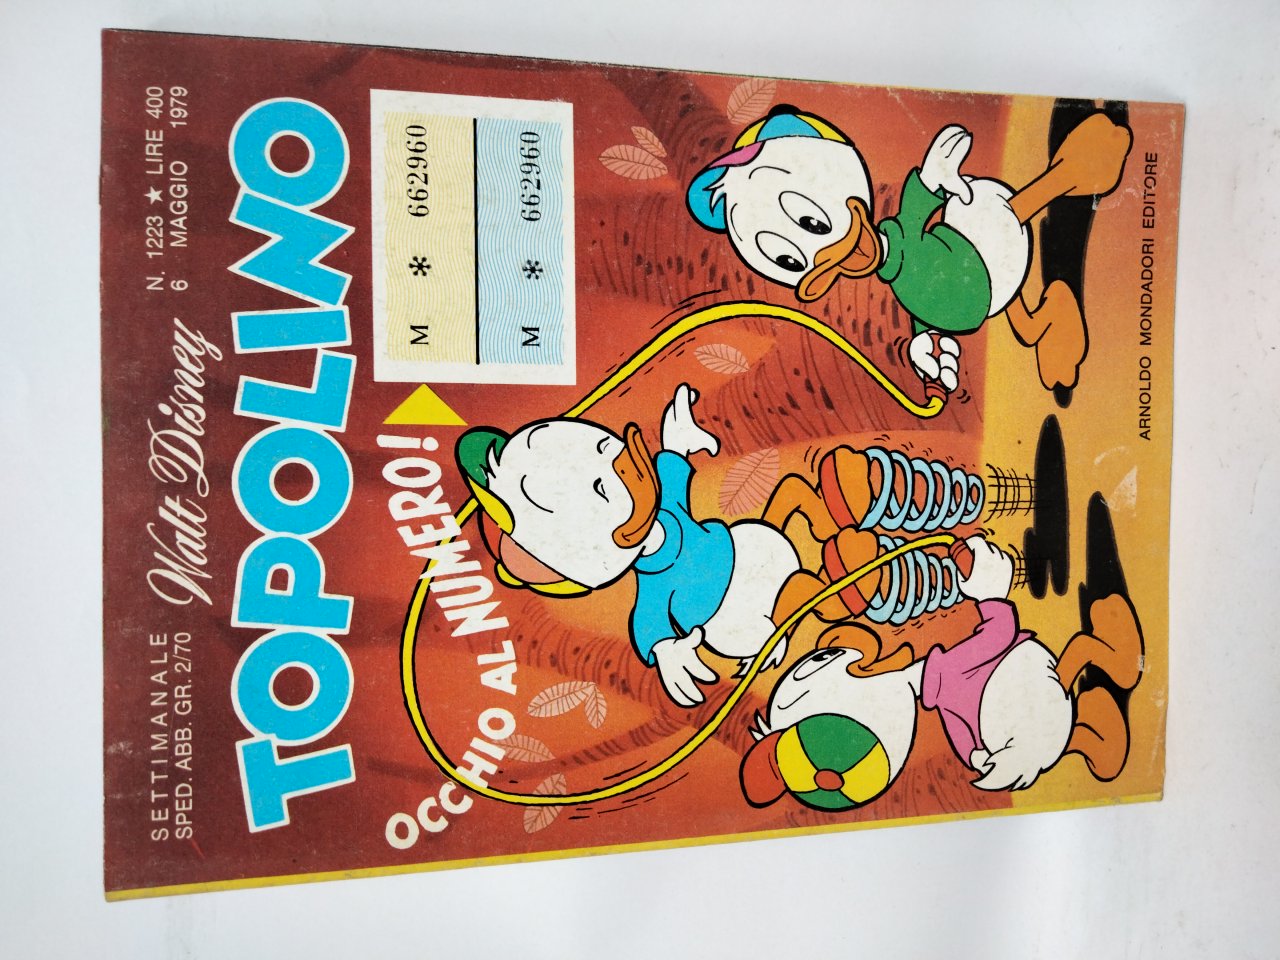 SETTIMANALE
SPED. ABB. GR. 2/70
Walt Disney
N. 1223 ★ LIRE 400
6 MAGGIO 1979
TOPOLINO
OCCHIO AL NUMERO!
M * 662960
M * 662960
ARNOLDO MONDADORI EDITORE